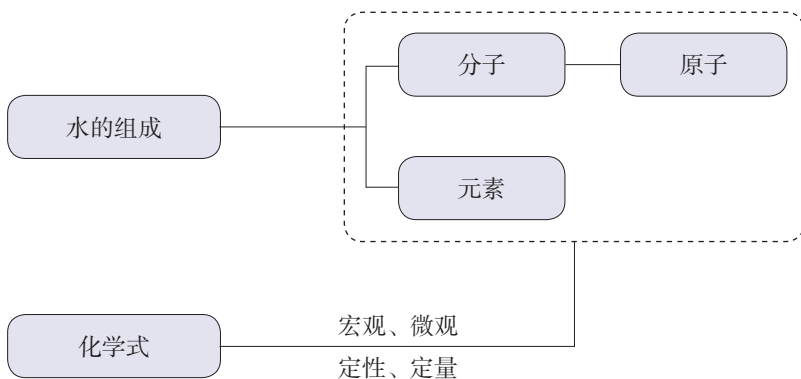 分子
原子
水的组成
元素
宏观、微观
化学式
定性、定量